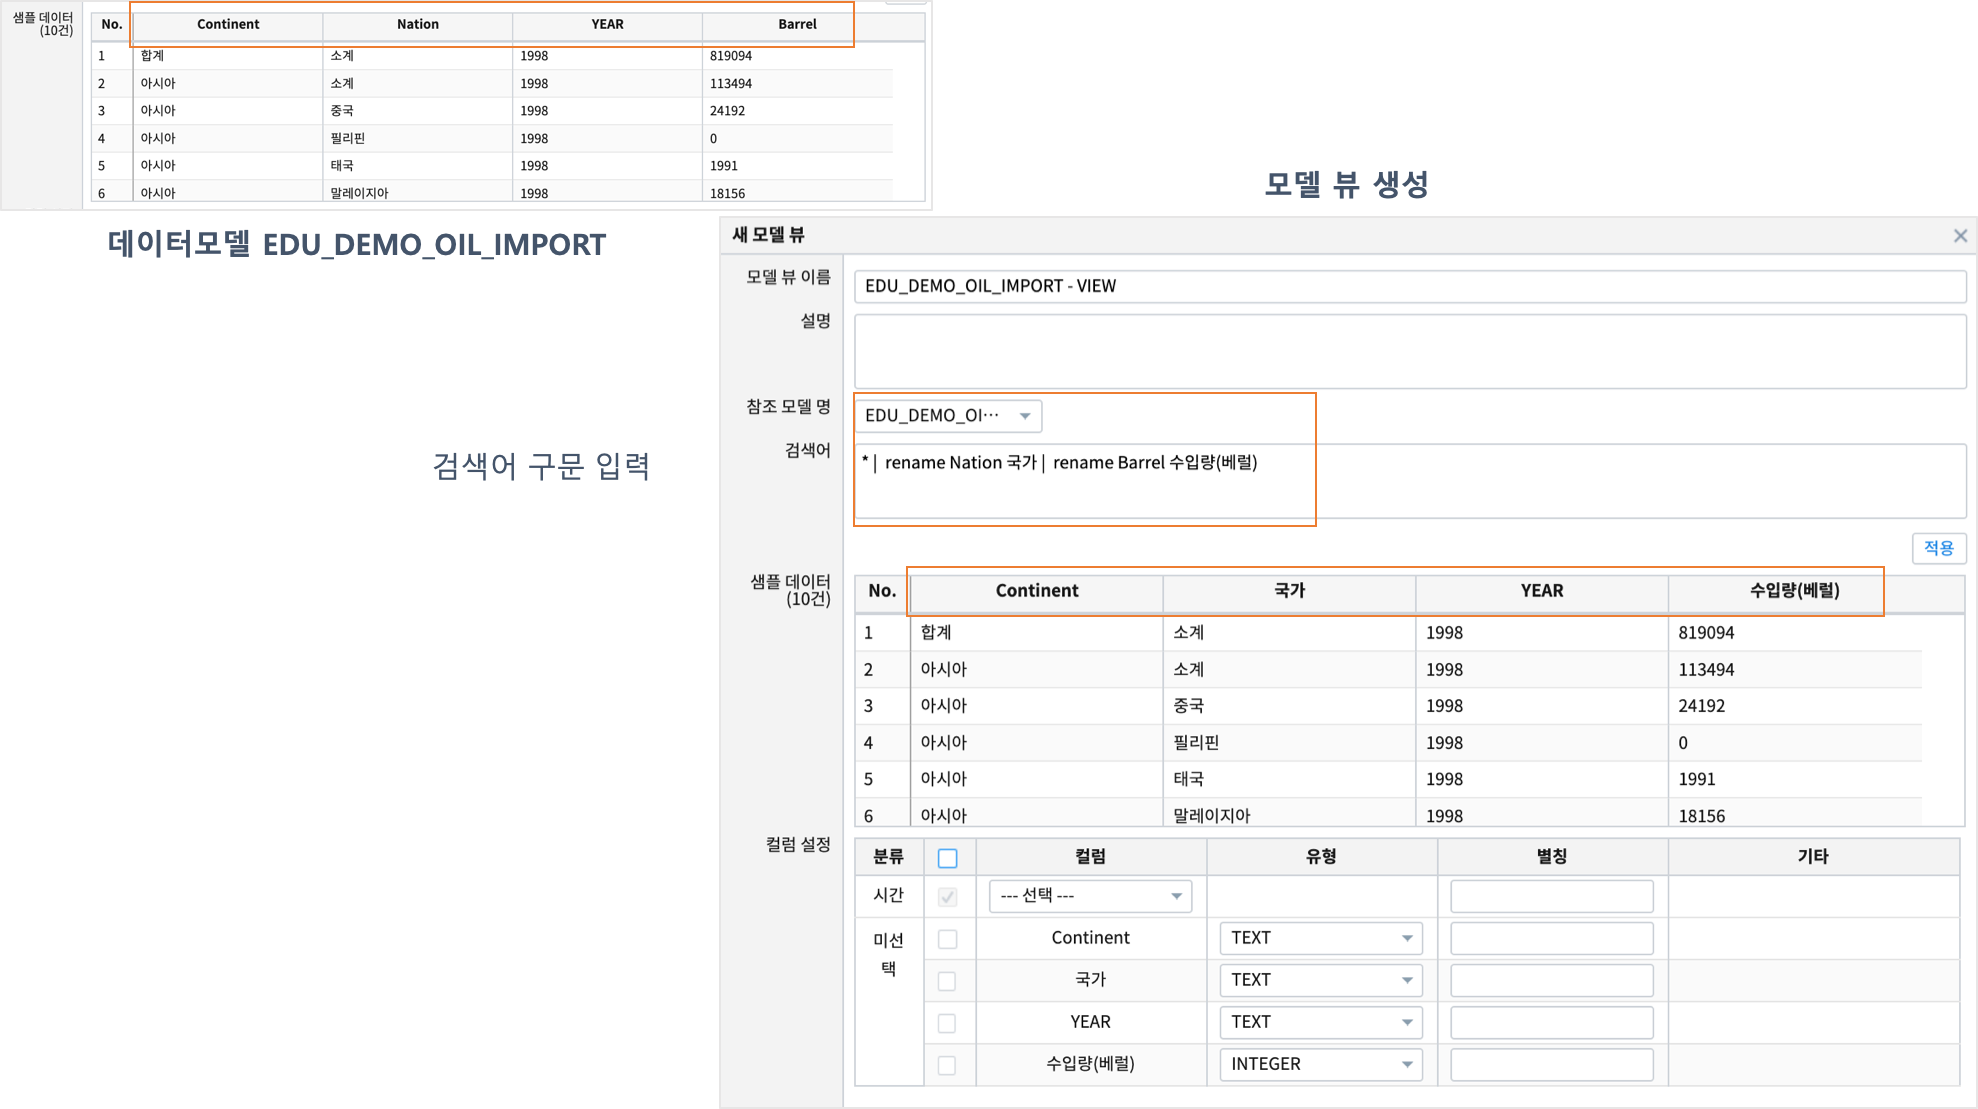 샘플 데이터
(10건)
No. Continent Nation YEAR Barrel
1 합계 소계 1998 819094
2 아시아 소계 1998 113494
3 아시아 중국 1998 24192
4 아시아 필리핀 1998 0
5 아시아 태국 1998 1991
6 아시아 말레이지아 1998 18156
데이터모델 EDU_DEMO_OIL_IMPORT
모델 뷰 생성
새 모델 뷰
모델 뷰 이름 EDU_DEMO_OIL_IMPORT - VIEW
설명
참조 모델 명 EDU_DEMO_OI···
검색어 구문 입력
검색어
* | rename Nation 국가 | rename Barrel 수입량(베럴)
적용
샘플 데이터
(10건)
No. Continent 국가 YEAR 수입량(베럴)
1 합계 소계 1998 819094
2 아시아 소계 1998 113494
3 아시아 중국 1998 24192
4 아시아 필리핀 1998 0
5 아시아 태국 1998 1991
6 아시아 말레이지아 1998 18156
컬럼 설정
분류 컬럼 유형 별칭 기타
시간 --- 선택 ---
미선
택
Continent TEXT
국가 TEXT
YEAR TEXT
수입량(베럴) INTEGER